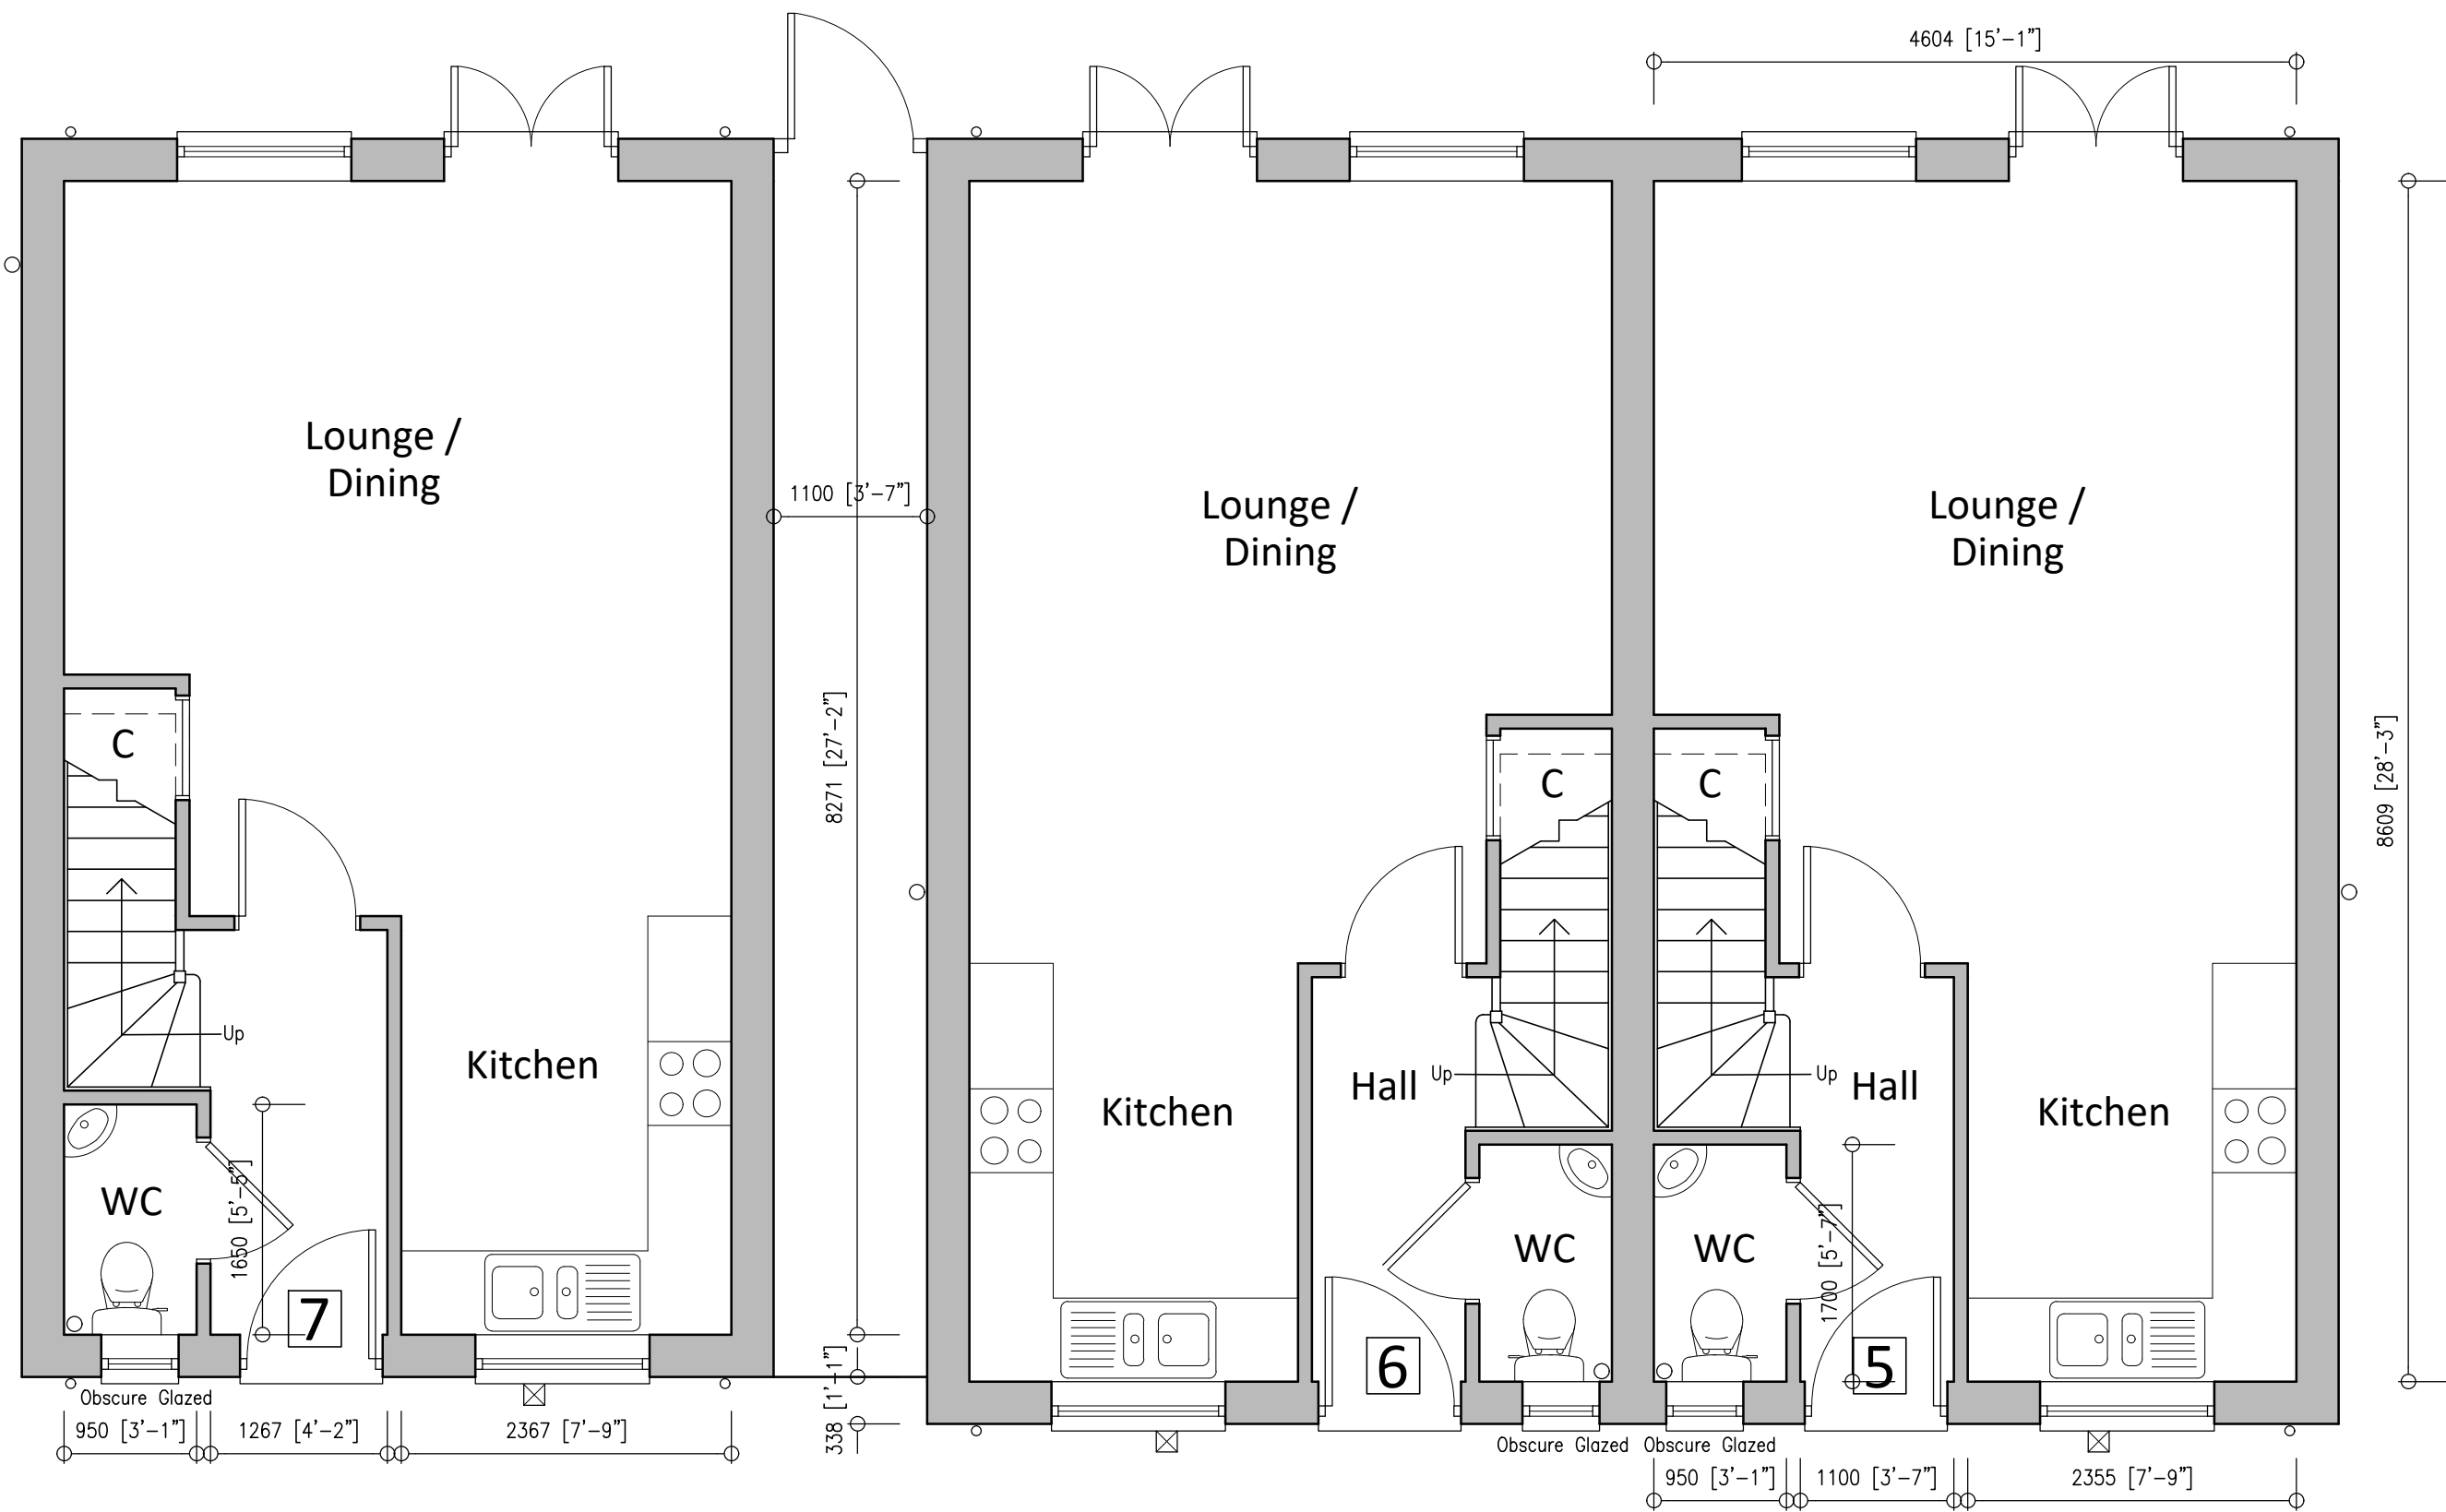 4604 [15'-1"]
Lounge /
Dining
1100 [3'-7"]
Lounge /
Dining
Lounge /
Dining
8271 [27'-2"]
8609 [28'-3"]
C
C
C
Up
Kitchen
Hall
Up
Up
Hall
Kitchen
Kitchen
WC
1650 [5'-5"]
WC
WC
1700 [5'-7"]
7
6
5
338 [1'-1"]
Obscure Glazed
950 [3'-1"]
1267 [4'-2"]
2367 [7'-9"]
Obscure Glazed
Obscure Glazed
950 [3'-1"]
1100 [3'-7"]
2355 [7'-9"]